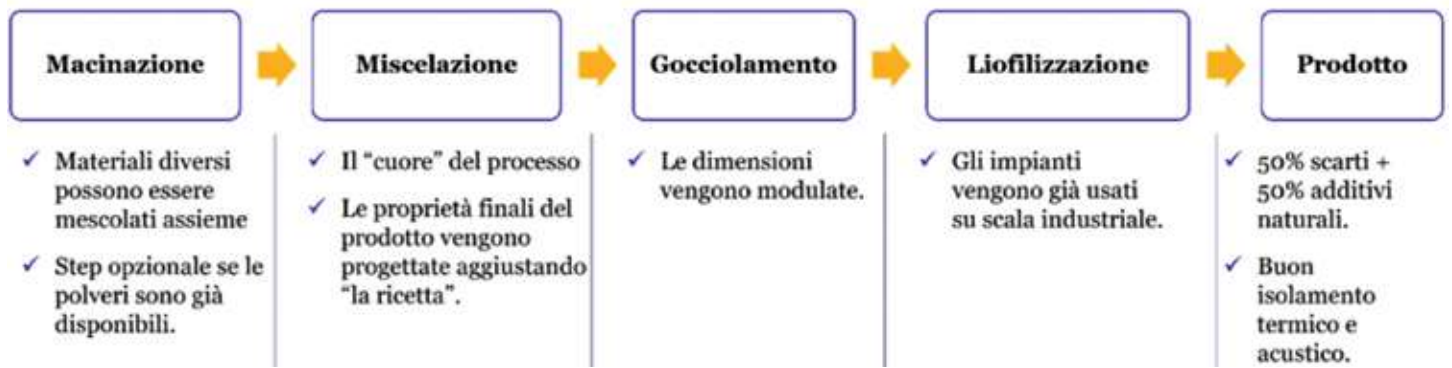 Macinazione
Miscelazione
Gocciolamento
Liofilizzazione
Prodotto
✓ Materiali diversi
possono essere
mescolati assieme
✓ Step opzionale se le
polveri sono già
disponibili.
✓ Il “cuore” del processo
✓ Le proprietà finali del
prodotto vengono
progettate aggiustando
“la ricetta”.
✓ Le dimensioni
vengono modulate.
✓ Gli impianti
vengono già usati
su scala industriale.
✓ 50% scarti +
50% additivi
naturali.
✓ Buon
isolamento
termico e
acustico.